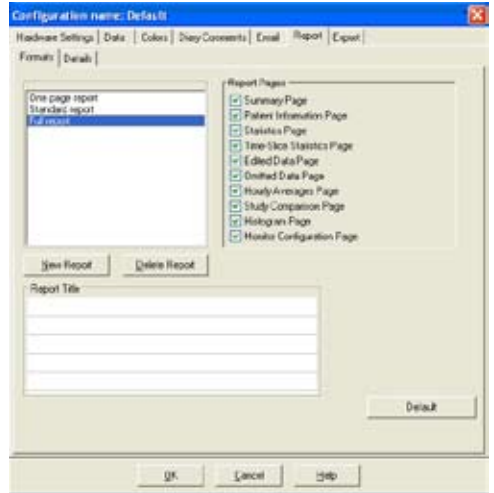 Configuration name: Default
Hardware Settings Data Colors Diary Comments Email Report Export
Formats Details
One page report
Standard report
Full report
Report Pages
Summary Page
Patient Information Page
Statistics Page
Time-Slice Statistics Page
Edited Data Page
Omitted Data Page
Hourly Averages Page
Study Comparison Page
Histogram Page
Monitor Configuration Page
New Report Delete Report
Report Title
Default
OK Cancel Help